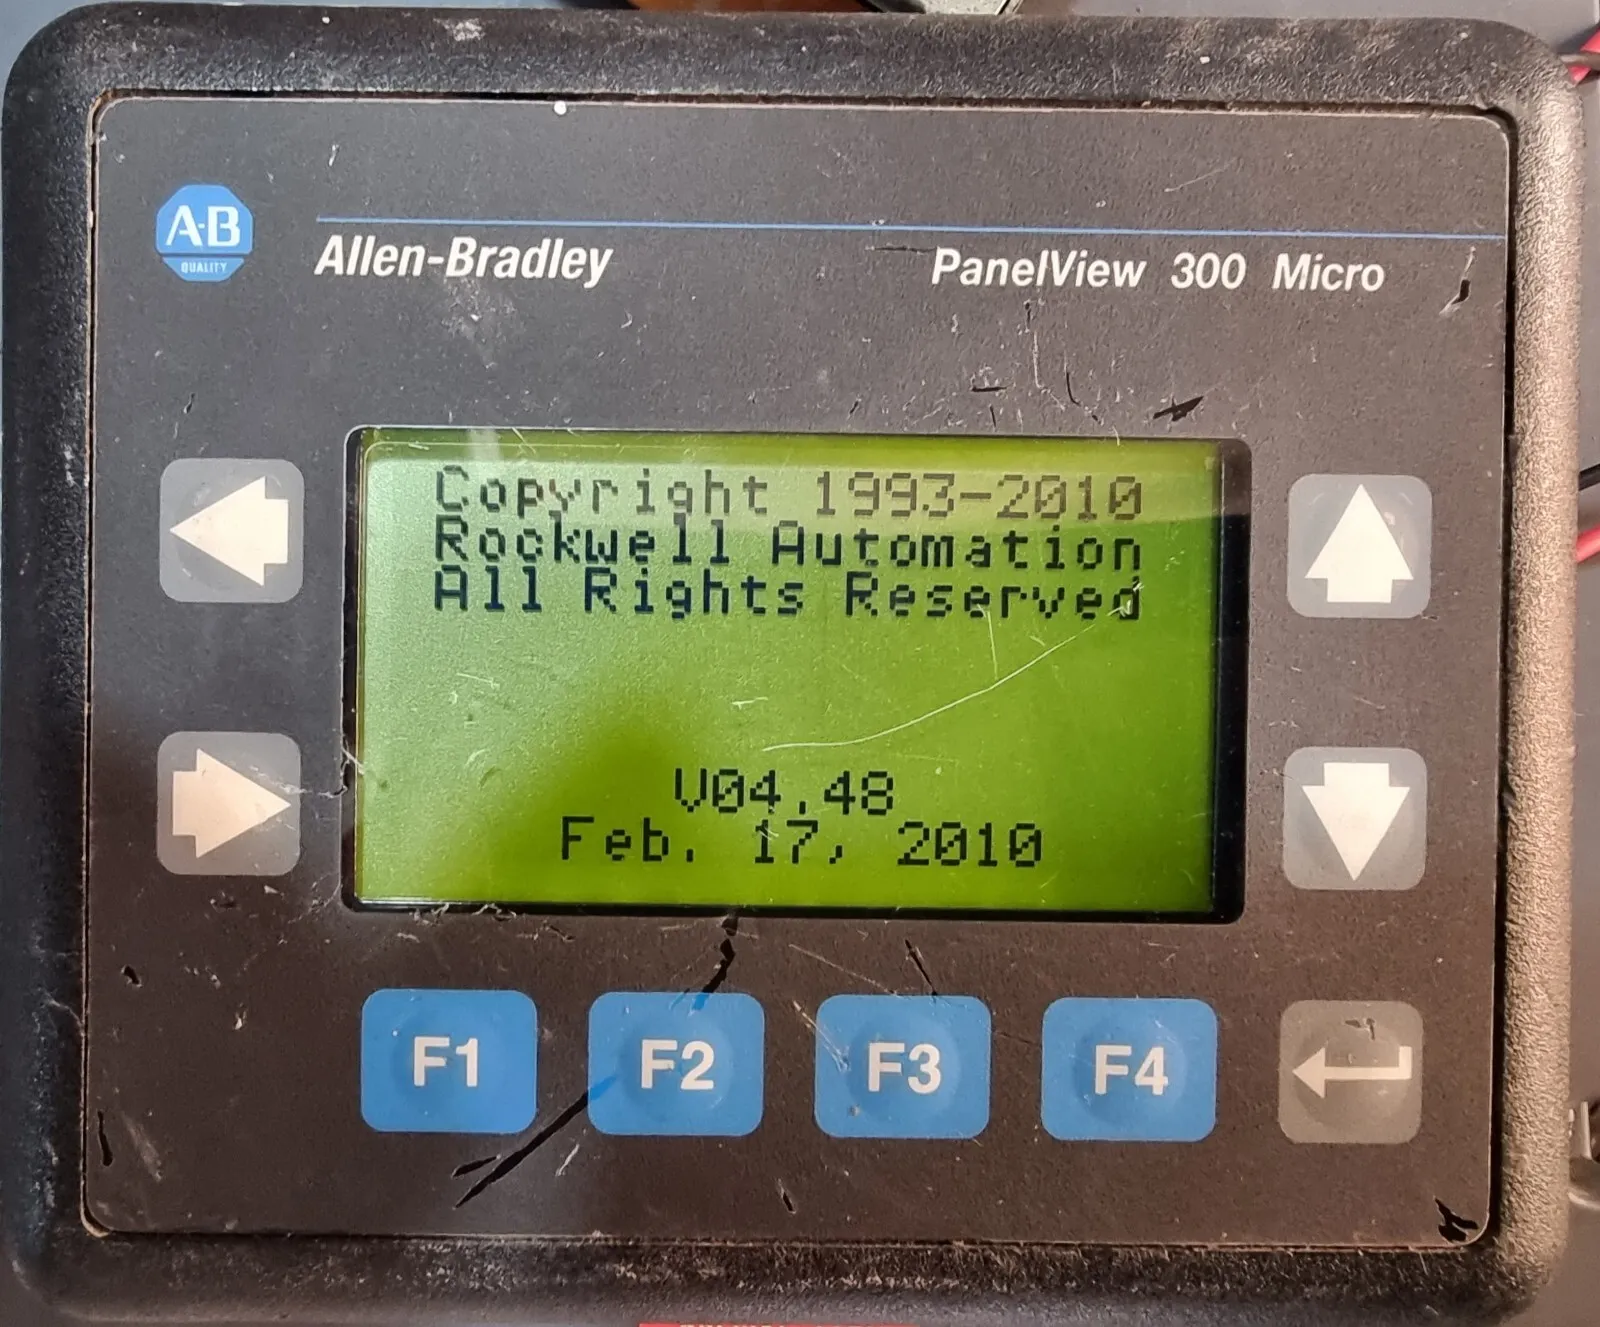 A·B
QUALITY
Allen-Bradley
PanelView 300 Micro
Copyright 1993-2010
Rockwell Automation
All Rights Reserved
V04.48
Feb. 17, 2010
F1 F2 F3 F4